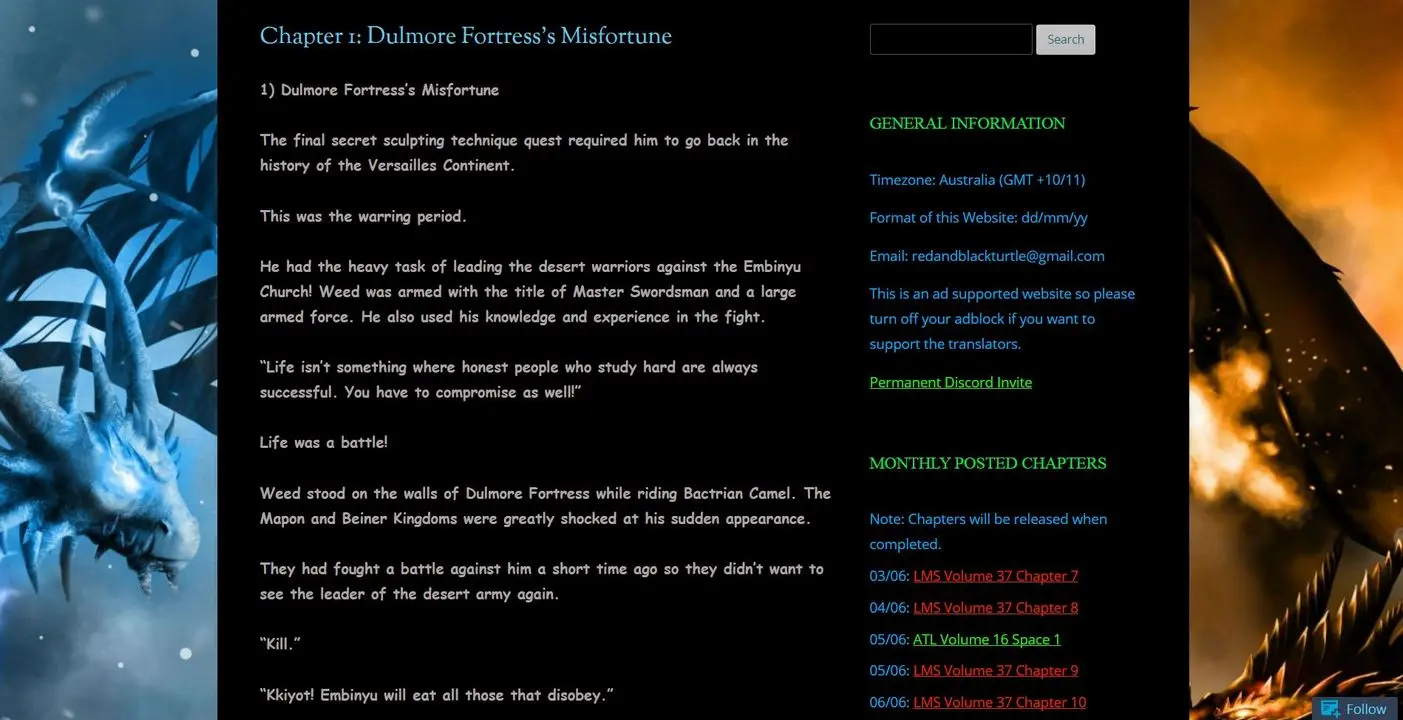 Chapter 1: Dulmore Fortress's Misfortune
1) Dulmore Fortress's Misfortune
The final secret sculpting technique quest required him to go back in the
history of the Versailles Continent.
This was the warring period.
He had the heavy task of leading the desert warriors against the Embinyu
Church! Weed was armed with the title of Master Swordsman and a large
armed force. He also used his knowledge and experience in the fight.
“Life isn’t something where honest people who study hard are always
successful. You have to compromise as well!”
Life was a battle!
Weed stood on the walls of Dulmore Fortress while riding Bactrian Camel. The
Mapon and Beiner Kingdoms were greatly shocked at his sudden appearance.
They had fought a battle against him a short time ago so they didn’t want to
see the leader of the desert army again.
“Kill.”
“Kkiyot! Embinyu will eat all those that disobey.”
Search
GENERAL INFORMATION
Timezone: Australia (GMT +10/11)
Format of this Website: dd/mm/yy
Email: redandblackturtle@gmail.com
This is an ad supported website so please
turn off your adblock if you want to
support the translators.
Permanent Discord Invite
MONTHLY POSTED CHAPTERS
Note: Chapters will be released when
completed.
03/06: LMS Volume 37 Chapter 7
04/06: LMS Volume 37 Chapter 8
05/06: ATL Volume 16 Space 1
05/06: LMS Volume 37 Chapter 9
06/06: LMS Volume 37 Chapter 10
Follow